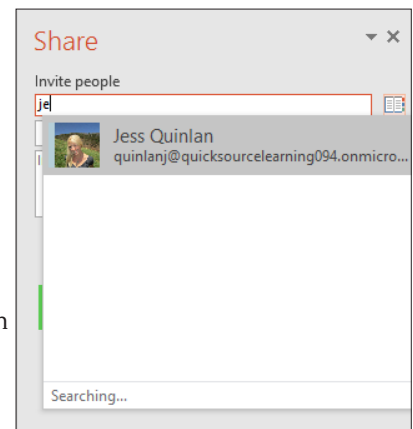 Share
Invite people
je
Jess Quinlan
quinlanj@quicksourcelearning094.onmicro...
Searching...